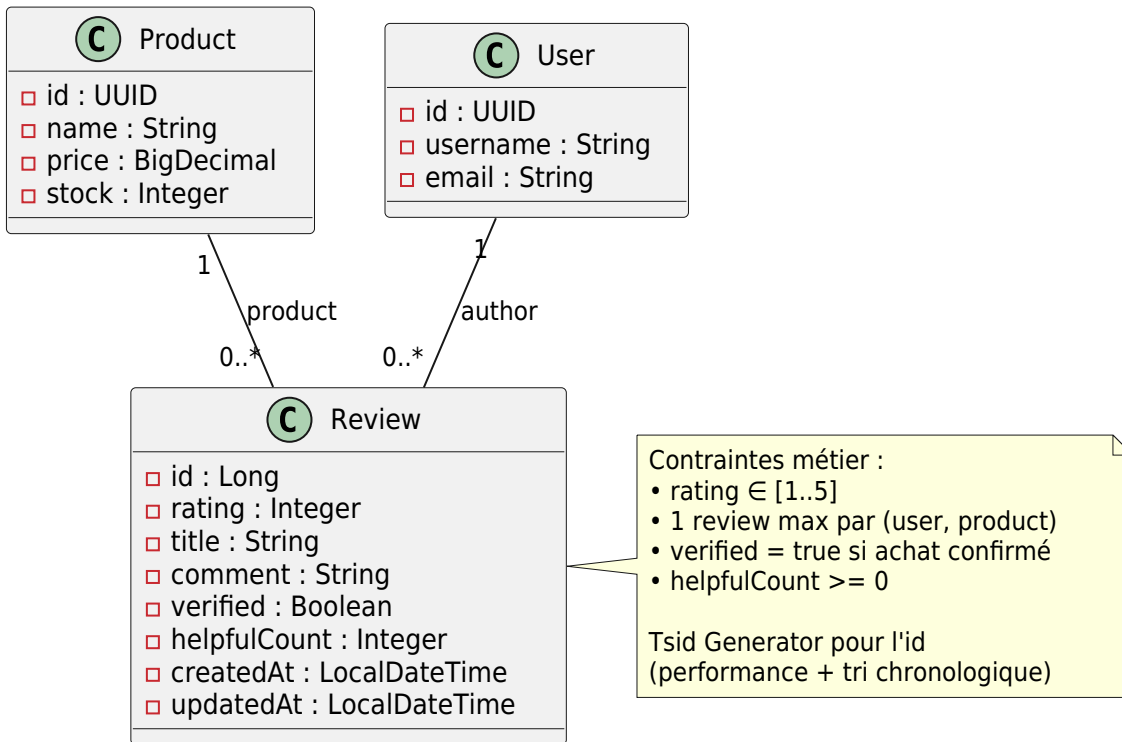 C Product
id : UUID
name : String
price : BigDecimal
stock : Integer
C User
id : UUID
username : String
email : String
1
product
0..*
1
author
0..*
C Review
id : Long
rating : Integer
title : String
comment : String
verified : Boolean
helpfulCount : Integer
createdAt : LocalDateTime
updatedAt : LocalDateTime
Contraintes métier :
• rating ∈ [1..5]
• 1 review max par (user, product)
• verified = true si achat confirmé
• helpfulCount >= 0
Tsid Generator pour l'id
(performance + tri chronologique)